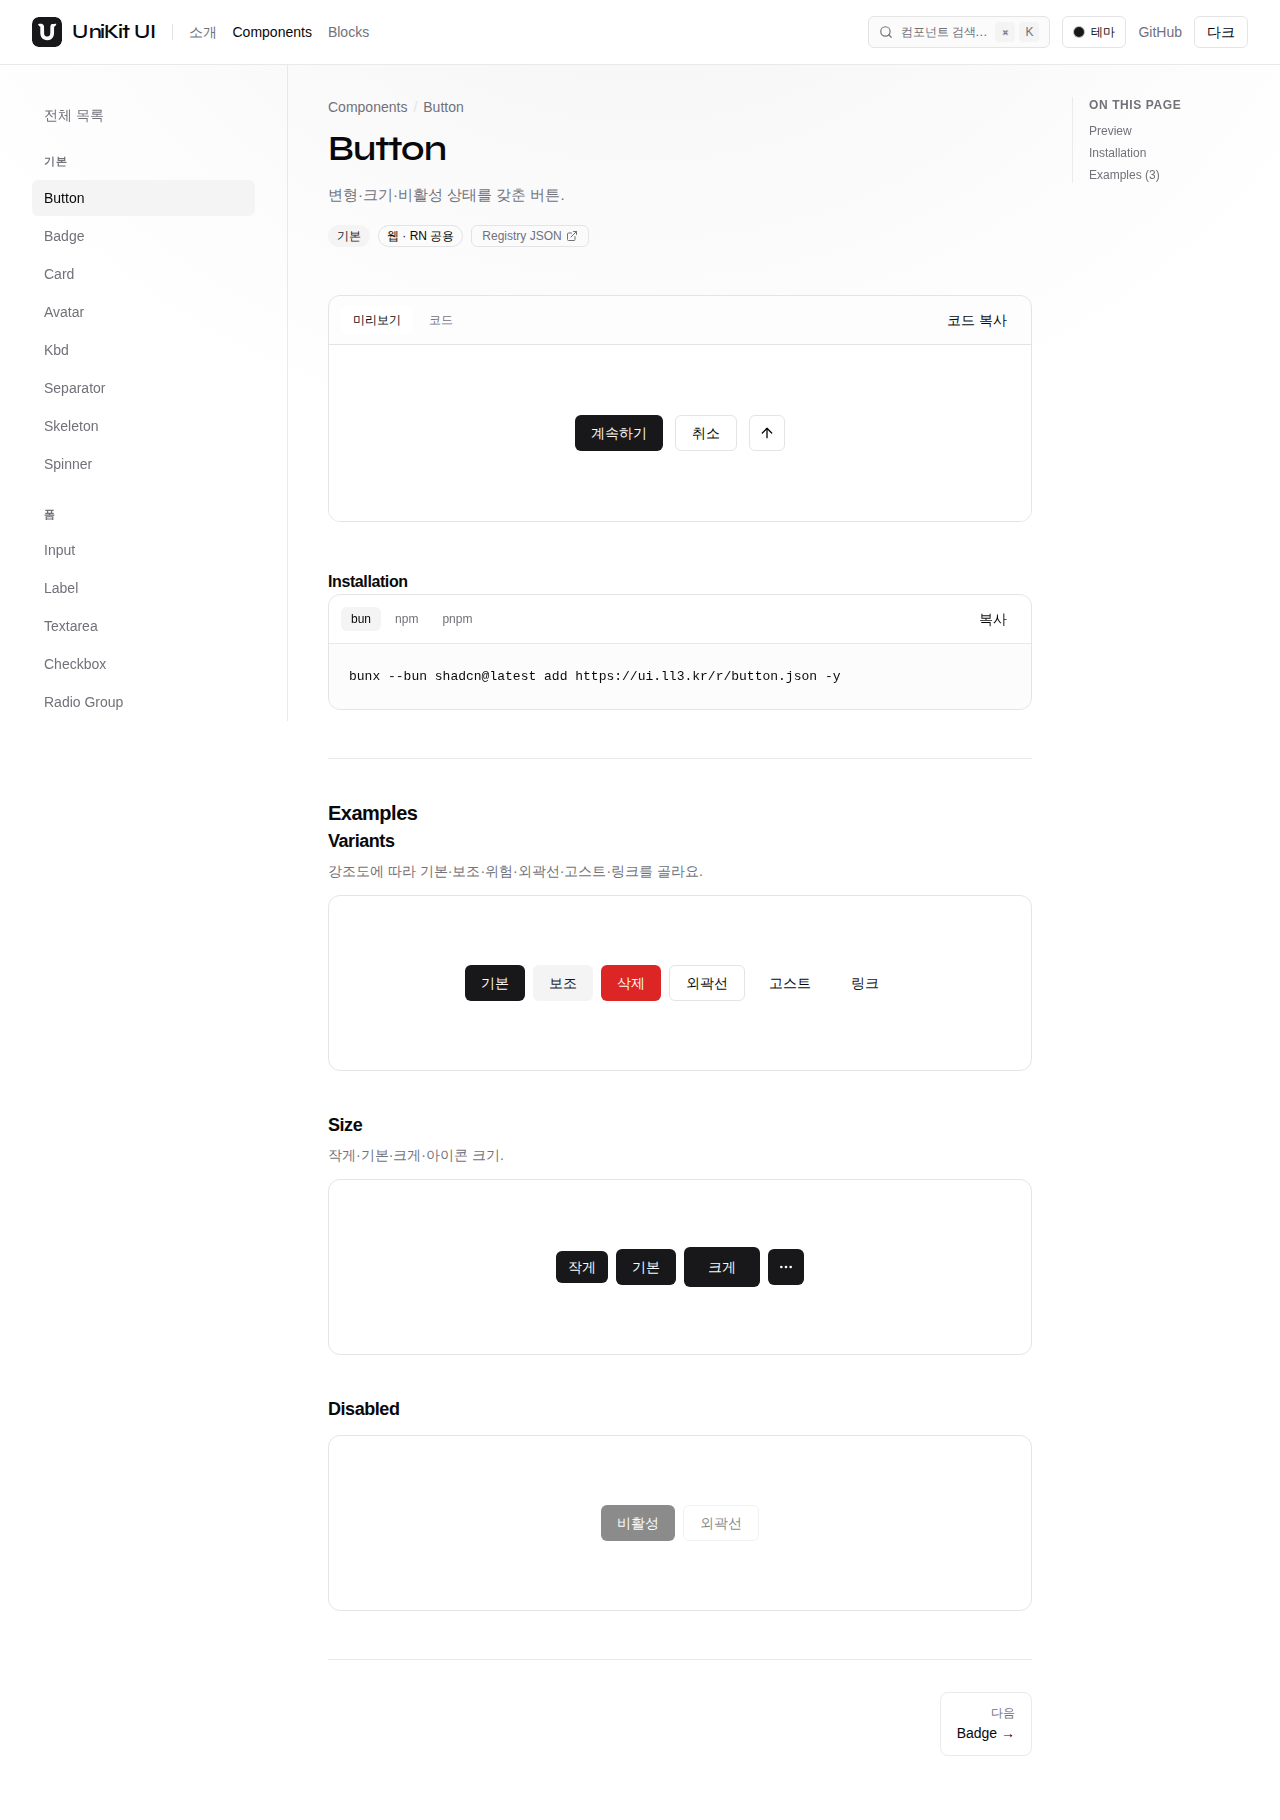 UniKit UI
소개 Components Blocks
컴포넌트 검색... ⌘ K
테마
GitHub
다크
전체 목록
기본
Button
Badge
Card
Avatar
Kbd
Separator
Skeleton
Spinner
폼
Input
Label
Textarea
Checkbox
Radio Group
Components / Button
Button
변형·크기·비활성 상태를 갖춘 버튼.
기본 웹 · RN 공용 Registry JSON
미리보기 코드 코드 복사
계속하기 취소
Installation
bun npm pnpm 복사
bunx --bun shadcn@latest add https://ui.ll3.kr/r/button.json -y
Examples
Variants
강조도에 따라 기본·보조·위험·외곽선·고스트·링크를 골라요.
기본 보조 삭제 외곽선 고스트 링크
Size
작게·기본·크게·아이콘 크기.
작게 기본 크게
Disabled
비활성 외곽선
다음
Badge →
ON THIS PAGE
Preview
Installation
Examples (3)